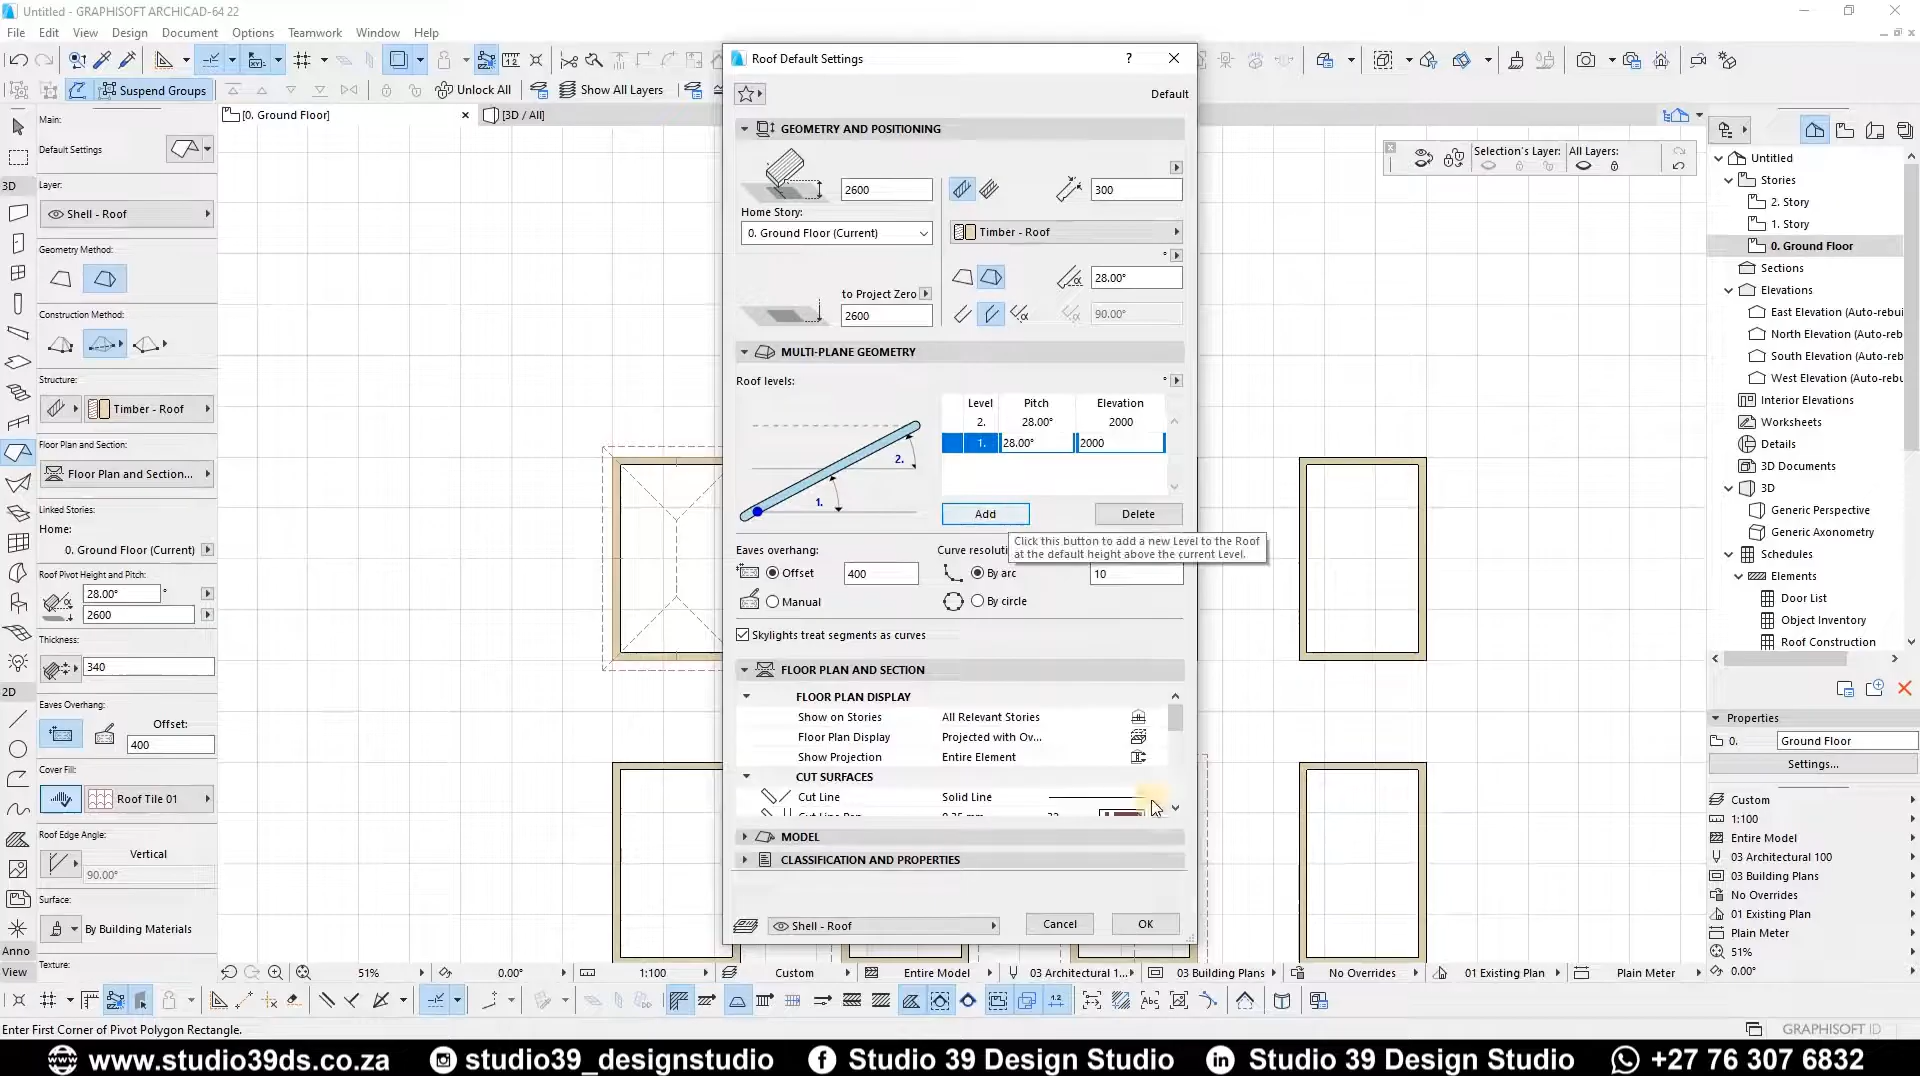 Untitled - GRAPHISOFT ARCHICAD-64 22
File Edit View Design Document Options Teamwork Window Help
Suspend Groups
Unlock All
Show All Layers
[0. Ground Floor]
[3D / All]
Main:
Default Settings
3D
Layer:
Shell - Roof
Geometry Method:
Construction Method:
Structure:
Timber - Roof
Floor Plan and Section:
Floor Plan and Section...
Linked Stories:
Home:
0. Ground Floor (Current)
Roof Pivot Height and Pitch:
28.00° °
2600
Thickness:
340
2D
Eaves Overhang:
Offset:
400
Cover Fill:
Roof Tile 01
Roof Edge Angle:
Vertical
90.00°
Surface:
By Building Materials
Anno
Texture:
View
Roof Default Settings
?
Default
GEOMETRY AND POSITIONING
2600
300
Home Story:
0. Ground Floor (Current)
Timber - Roof
°
28.00°
to Project Zero
2600
90.00°
MULTI-PLANE GEOMETRY
Roof levels:
°
Level Pitch Elevation
2. 28.00° 2000
1. 28.00° 2000
2.
1.
Add Delete
Click this button to add a new Level to the Roof
at the default height above the current Level.
Eaves overhang:
Offset 400
Manual
By arc 10
By circle
Skylights treat segments as curves
FLOOR PLAN AND SECTION
FLOOR PLAN DISPLAY
Show on Stories All Relevant Stories
Floor Plan Display Projected with Ov...
Show Projection Entire Element
CUT SURFACES
Cut Line Solid Line
MODEL
CLASSIFICATION AND PROPERTIES
Shell - Roof
Cancel
OK
Selection's Layer: All Layers:
Untitled
Stories
2. Story
1. Story
0. Ground Floor
Sections
Elevations
East Elevation (Auto-rebui
North Elevation (Auto-reb
South Elevation (Auto-reb
West Elevation (Auto-rebu
Interior Elevations
Worksheets
Details
3D Documents
3D
Generic Perspective
Generic Axonometry
Schedules
Elements
Door List
Object Inventory
Roof Construction
Properties
0. Ground Floor
Settings...
Custom
1:100
Entire Model
03 Architectural 100
03 Building Plans
No Overrides
01 Existing Plan
Plain Meter
51%
0.00°
51% 0.00° 1:100 Custom Entire Model 03 Architectural 1... 03 Building Plans No Overrides 01 Existing Plan Plain Meter
1.2
Abc
Enter First Corner of Pivot Polygon Rectangle.
GRAPHISOFT ID
www.studio39ds.co.za studio39_designstudio Studio 39 Design Studio Studio 39 Design Studio +27 76 307 6832